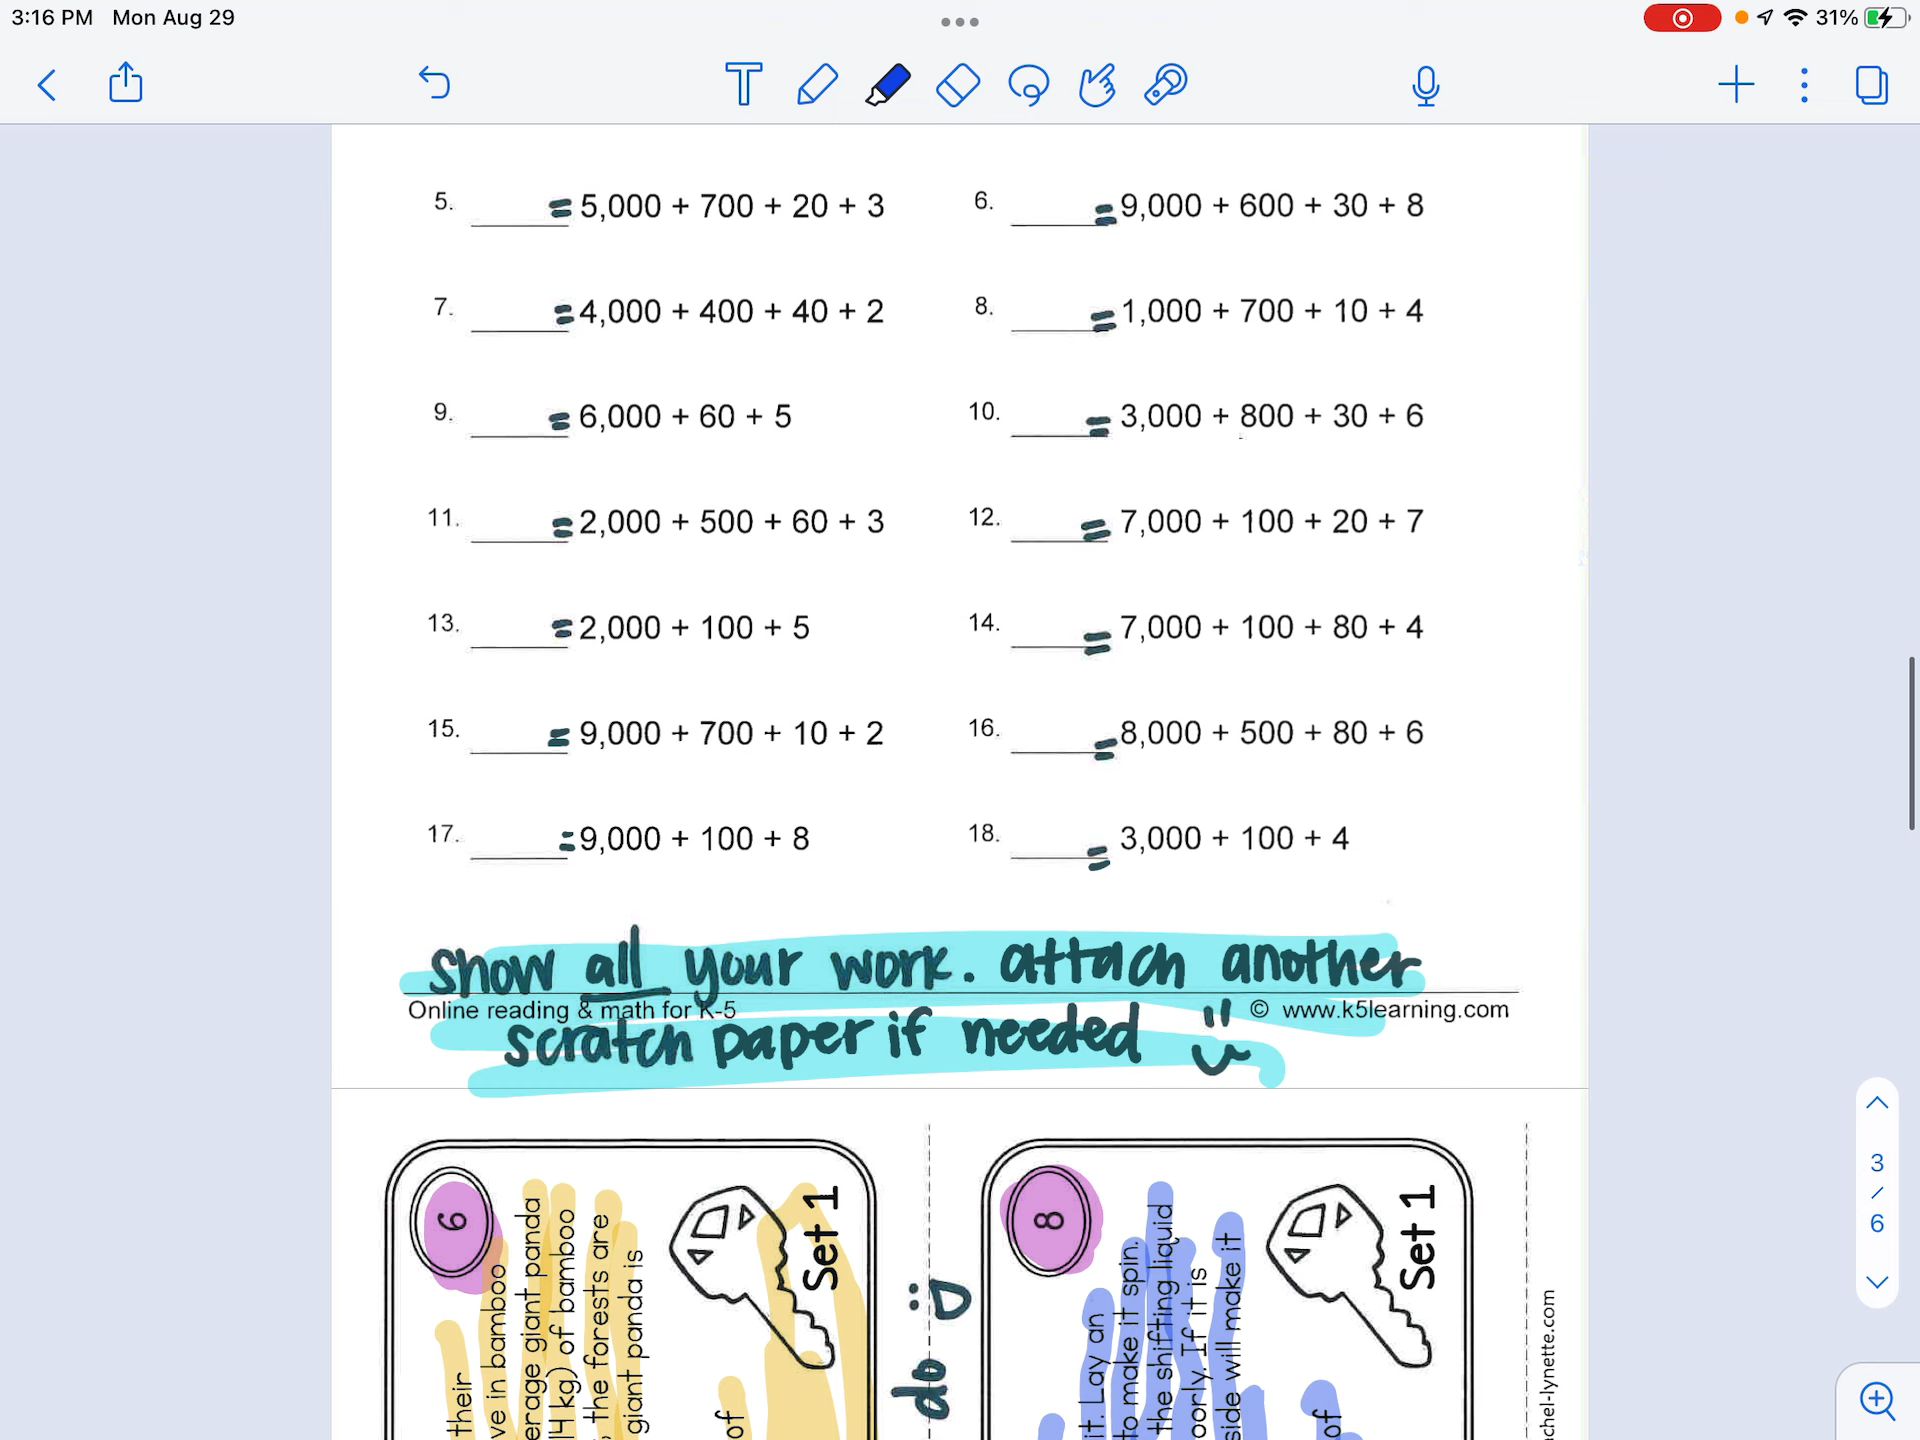 3:16 PM Mon Aug 29
31%
5. = 5,000 + 700 + 20 + 3
6. = 9,000 + 600 + 30 + 8
7. = 4,000 + 400 + 40 + 2
8. = 1,000 + 700 + 10 + 4
9. = 6,000 + 60 + 5
10. = 3,000 + 800 + 30 + 6
11. = 2,000 + 500 + 60 + 3
12. = 7,000 + 100 + 20 + 7
13. = 2,000 + 100 + 5
14. = 7,000 + 100 + 80 + 4
15. = 9,000 + 700 + 10 + 2
16. = 8,000 + 500 + 80 + 6
17. = 9,000 + 100 + 8
18. = 3,000 + 100 + 4
show all your work. attach another
Online reading & math for K-5
© www.k5learning.com
scratch paper if needed
3
/
6
6
their
ve in bamboo
erage giant panda
14 kg) of bamboo
the forests are
giant panda is
of
Set 1
do
8
it. Lay an
to make it spin.
the shifting liquid
oorly. If it is
side will make it
of
Set 1
achel-lynette.com